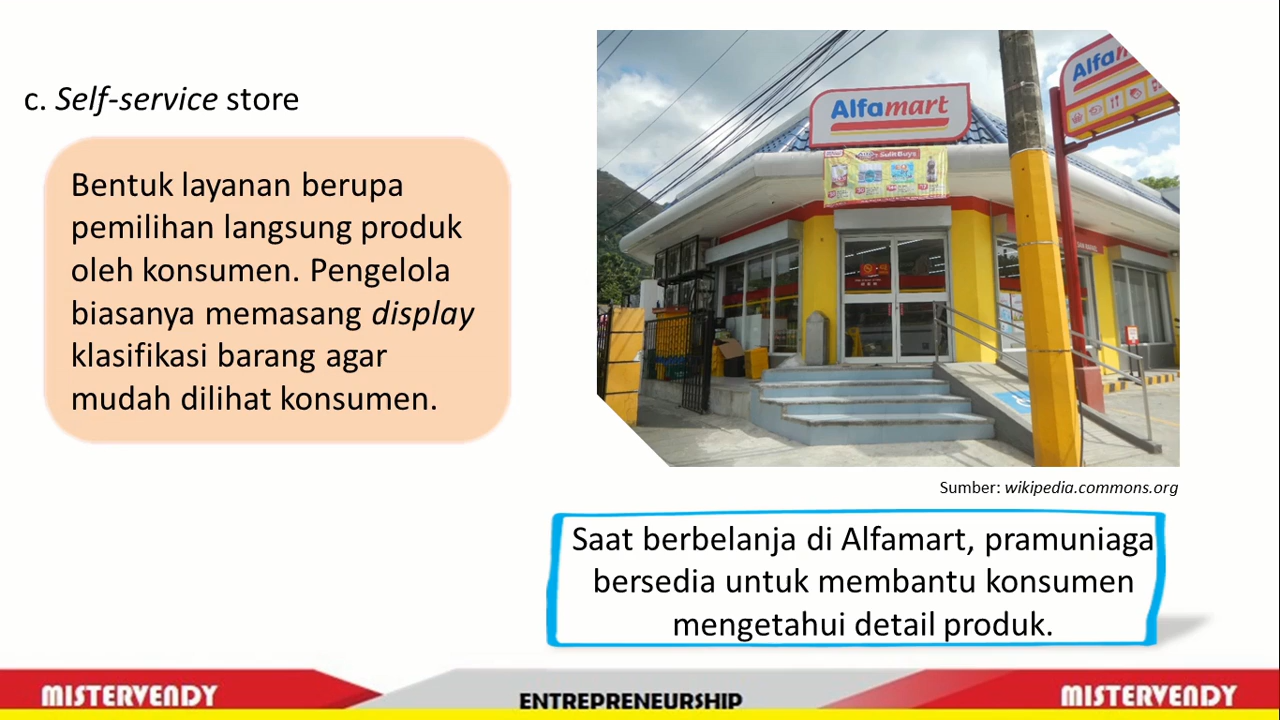 c. Self-service store
Bentuk layanan berupa
pemilihan langsung produk
oleh konsumen. Pengelola
biasanya memasang display
klasifikasi barang agar
mudah dilihat konsumen.
Alfamart
Sumber: wikipedia.commons.org
Saat berbelanja di Alfamart, pramuniaga
bersedia untuk membantu konsumen
mengetahui detail produk.
MISTERVENDY
ENTREPRENEURSHIP
MISTERVENDY